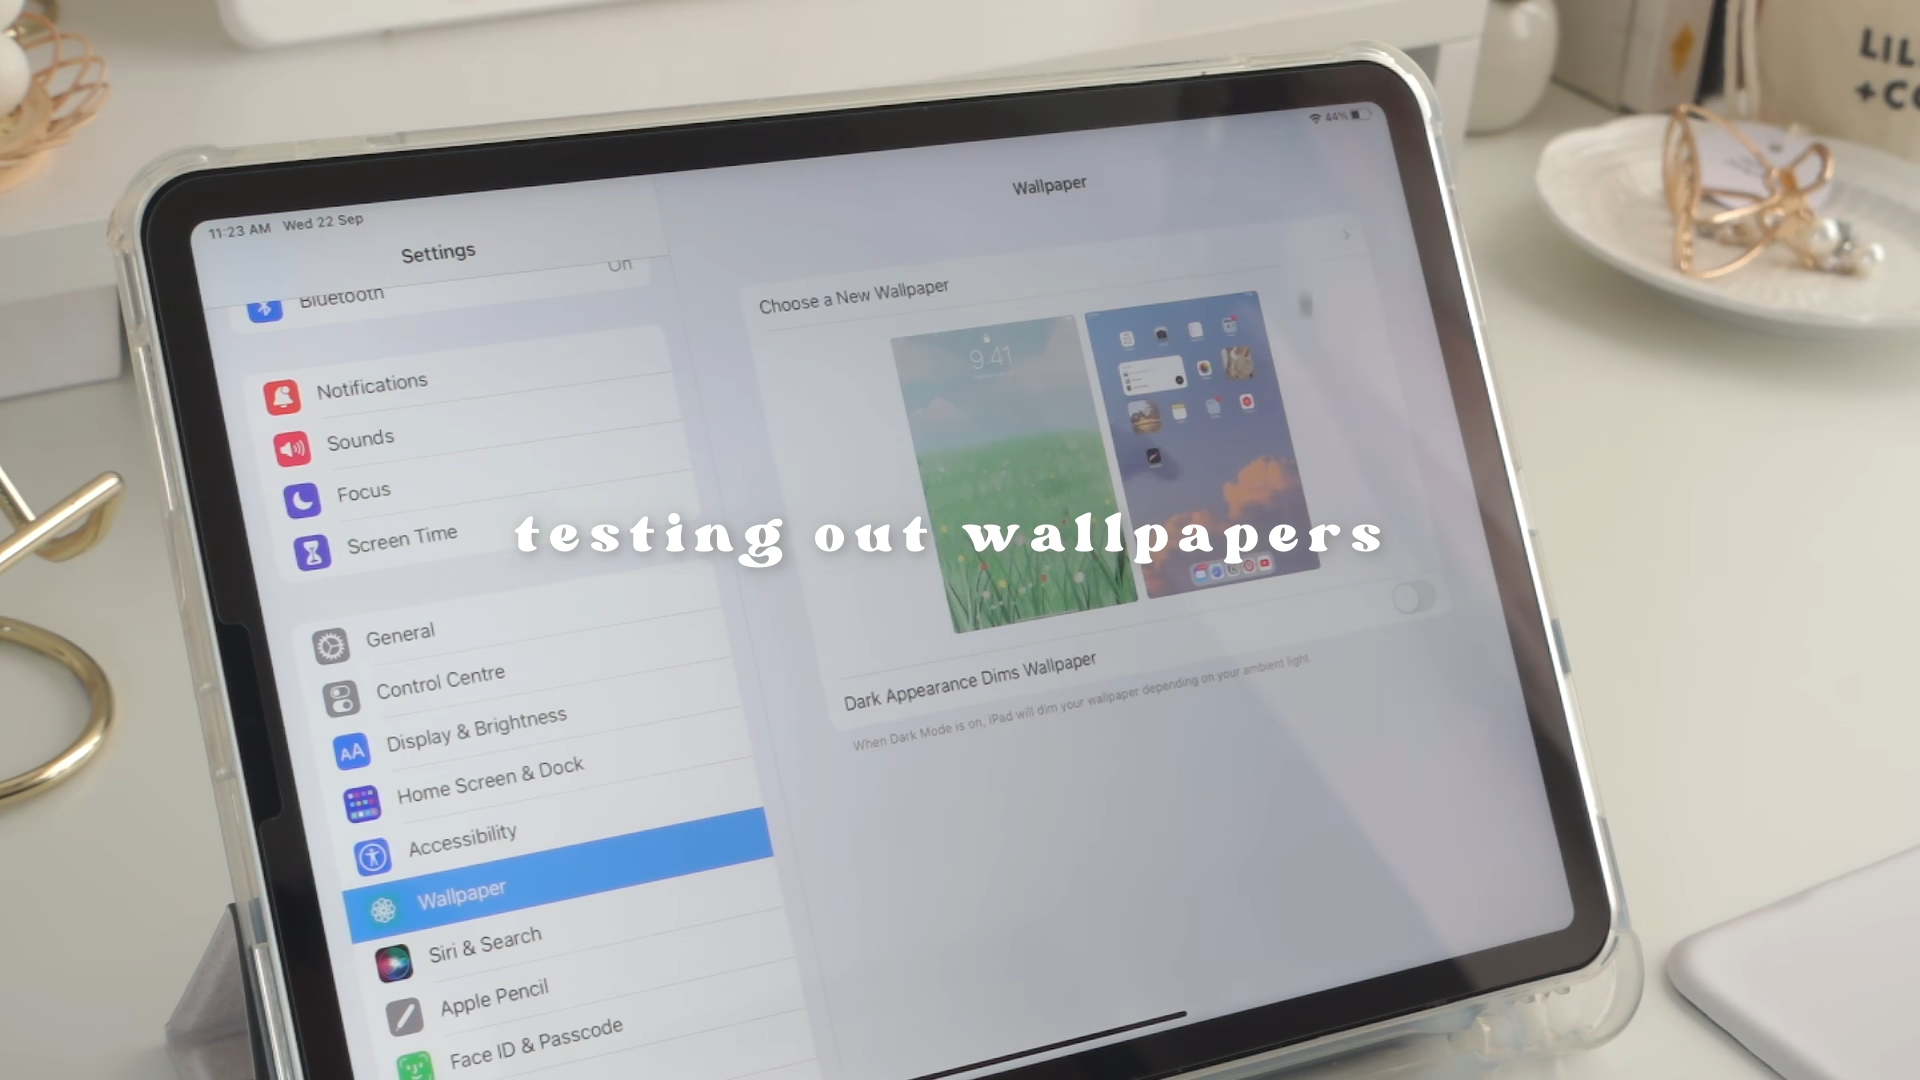 LIL
+CO
44%
11:23 AM Wed 22 Sep
Wallpaper
Settings
Bluetooth
On
Choose a New Wallpaper
9:41
Notifications
Sounds
Focus
Screen Time
testing out wallpapers
General
Control Centre
Display & Brightness
AA
Home Screen & Dock
Dark Appearance Dims Wallpaper
When Dark Mode is on, iPad will dim your wallpaper depending on your ambient light.
Accessibility
Wallpaper
Siri & Search
Apple Pencil
Face ID & Passcode